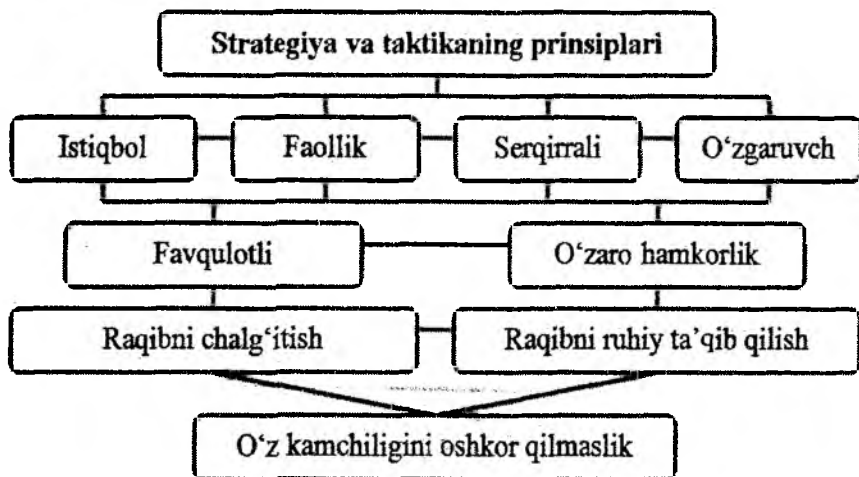 Strategiya va taktikaning prinsplari
Istiqbol
Faollik
Serqirrali
O‘zgaruvch
Favqulotli
O‘zaro hamkorlik
Raqibni chalg‘itish
Raqibni ruhiy ta’qib qilish
O‘z kamchiligini oshkor qilmaslik